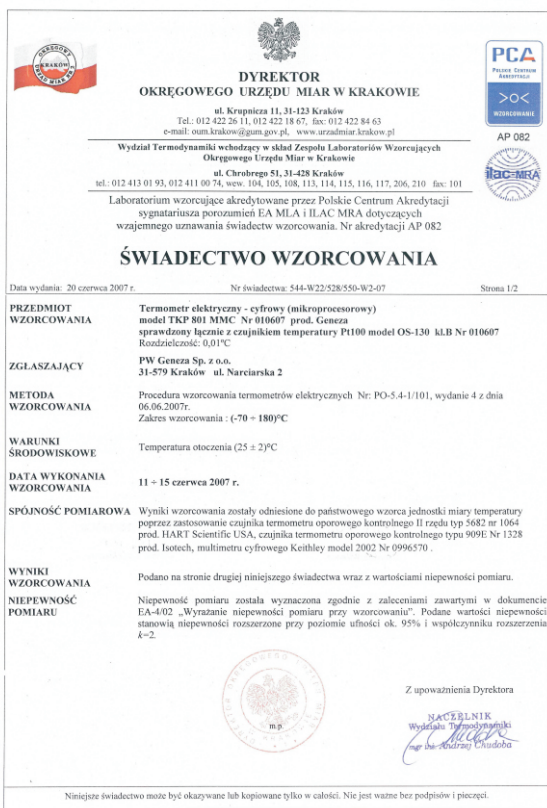 OKRĘGOWY
KRAKÓW
URZĄD MIAR
PCA
POLSKIE CENTRUM
AKREDYTACJI
WZORCOWANIE
AP 082
ilac-MRA
DYREKTOR
OKRĘGOWEGO URZĘDU MIAR W KRAKOWIE
ul. Krupnicza 11, 31-123 Kraków
Tel.: 012 422 26 11, 012 422 18 67, fax: 012 422 84 63
e-mail: oum.krakow@gum.gov.pl, www.urzadmiar.krakow.pl
Wydział Termodynamiki wchodzący w skład Zespołu Laboratoriów Wzorcujących
Okręgowego Urzędu Miar w Krakowie
ul. Chrobrego 51, 31-428 Kraków
tel.: 012 413 01 93, 012 411 00 74, wew. 104, 105, 108, 113, 114, 115, 116, 117, 206, 210 fax: 101
Laboratorium wzorcujące akredytowane przez Polskie Centrum Akredytacji
sygnatariusza porozumień EA MLA i ILAC MRA dotyczących
wzajemnego uznawania świadectw wzorcowania. Nr akredytacji AP 082
ŚWIADECTWO WZORCOWANIA
Data wydania: 20 czerwca 2007 r. Nr świadectwa: 544-W22/528/550-W2-07 Strona 1/2
PRZEDMIOT WZORCOWANIA
Termometr elektryczny - cyfrowy (mikroprocesorowy)
model TKP 801 MMC Nr 010607 prod. Geneza
sprawdzony łącznie z czujnikiem temperatury Pt100 model OS-130 kl.B Nr 010607
Rozdzielczość: 0,01°C
ZGŁASZAJĄCY
PW Geneza Sp. z o.o.
31-579 Kraków ul. Narciarska 2
METODA WZORCOWANIA
Procedura wzorcowania termometrów elektrycznych Nr: PO-5.4-1/101, wydanie 4 z dnia
06.06.2007r.
Zakres wzorcowania : (-70 ÷ 180)°C
WARUNKI ŚRODOWISKOWE
Temperatura otoczenia (25 ± 2)°C
DATA WYKONANIA WZORCOWANIA
11 ÷ 15 czerwca 2007 r.
SPÓJNOŚĆ POMIAROWA
Wyniki wzorcowania zostały odniesione do państwowego wzorca jednostki miary temperatury
poprzez zastosowanie czujnika termometru oporowego kontrolnego II rzędu typ 5682 nr 1064
prod. HART Scientific USA, czujnika termometru oporowego kontrolnego typu 909E Nr 1328
prod. Isotech, multimetru cyfrowego Keithley model 2002 Nr 0996570 .
WYNIKI WZORCOWANIA
Podano na stronie drugiej niniejszego świadectwa wraz z wartościami niepewności pomiaru.
NIEPEWNOŚĆ POMIARU
Niepewność pomiaru została wyznaczona zgodnie z zaleceniami zawartymi w dokumencie
EA-4/02 „Wyrażanie niepewności pomiaru przy wzorcowaniu”. Podane wartości niepewności
stanowią niepewności rozszerzone przy poziomie ufności ok. 95% i współczynniku rozszerzenia
k=2.
m.p.
Z upoważnienia Dyrektora
NACZELNIK
Wydziału Termodynamiki
mgr inż. Andrzej Chudoba
Niniejsze świadectwo może być okazywane lub kopiowane tylko w całości. Nie jest ważne bez podpisów i pieczęci.